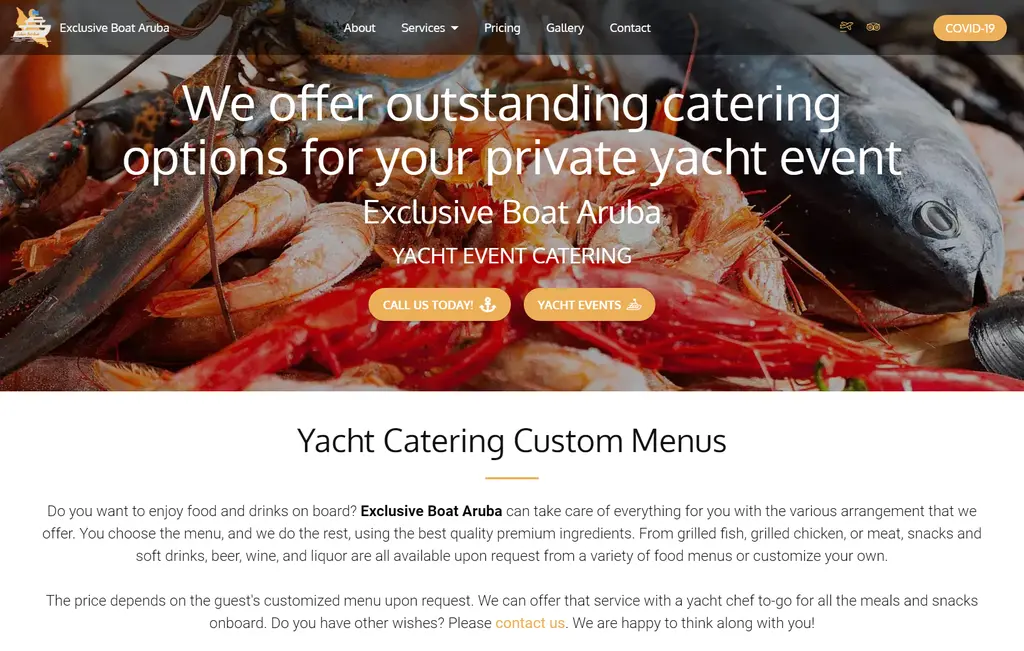 Exclusive Boat Aruba
About
Services
Pricing
Gallery
Contact
COVID-19
We offer outstanding catering
options for your private yacht event
Exclusive Boat Aruba
YACHT EVENT CATERING
CALL US TODAY!
YACHT EVENTS
Yacht Catering Custom Menus
Do you want to enjoy food and drinks on board? Exclusive Boat Aruba can take care of everything for you with the various arrangement that we
offer. You choose the menu, and we do the rest, using the best quality premium ingredients. From grilled fish, grilled chicken, or meat, snacks and
soft drinks, beer, wine, and liquor are all available upon request from a variety of food menus or customize your own.
The price depends on the guest's customized menu upon request. We can offer that service with a yacht chef to-go for all the meals and snacks
onboard. Do you have other wishes? Please contact us. We are happy to think along with you!